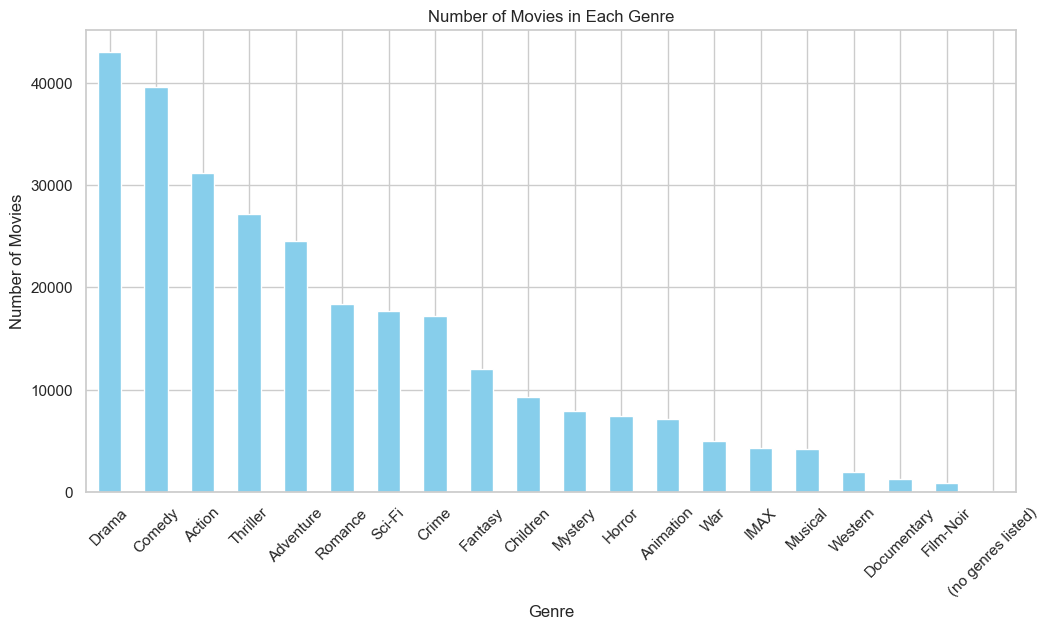 Number of Movies in Each Genre
Number of Movies
40000
30000
20000
10000
0
Drama
Comedy
Action
Thriller
Adventure
Romance
Sci-Fi
Crime
Fantasy
Children
Mystery
Horror
Animation
War
IMAX
Musical
Western
Documentary
Film-Noir
(no genres listed)
Genre